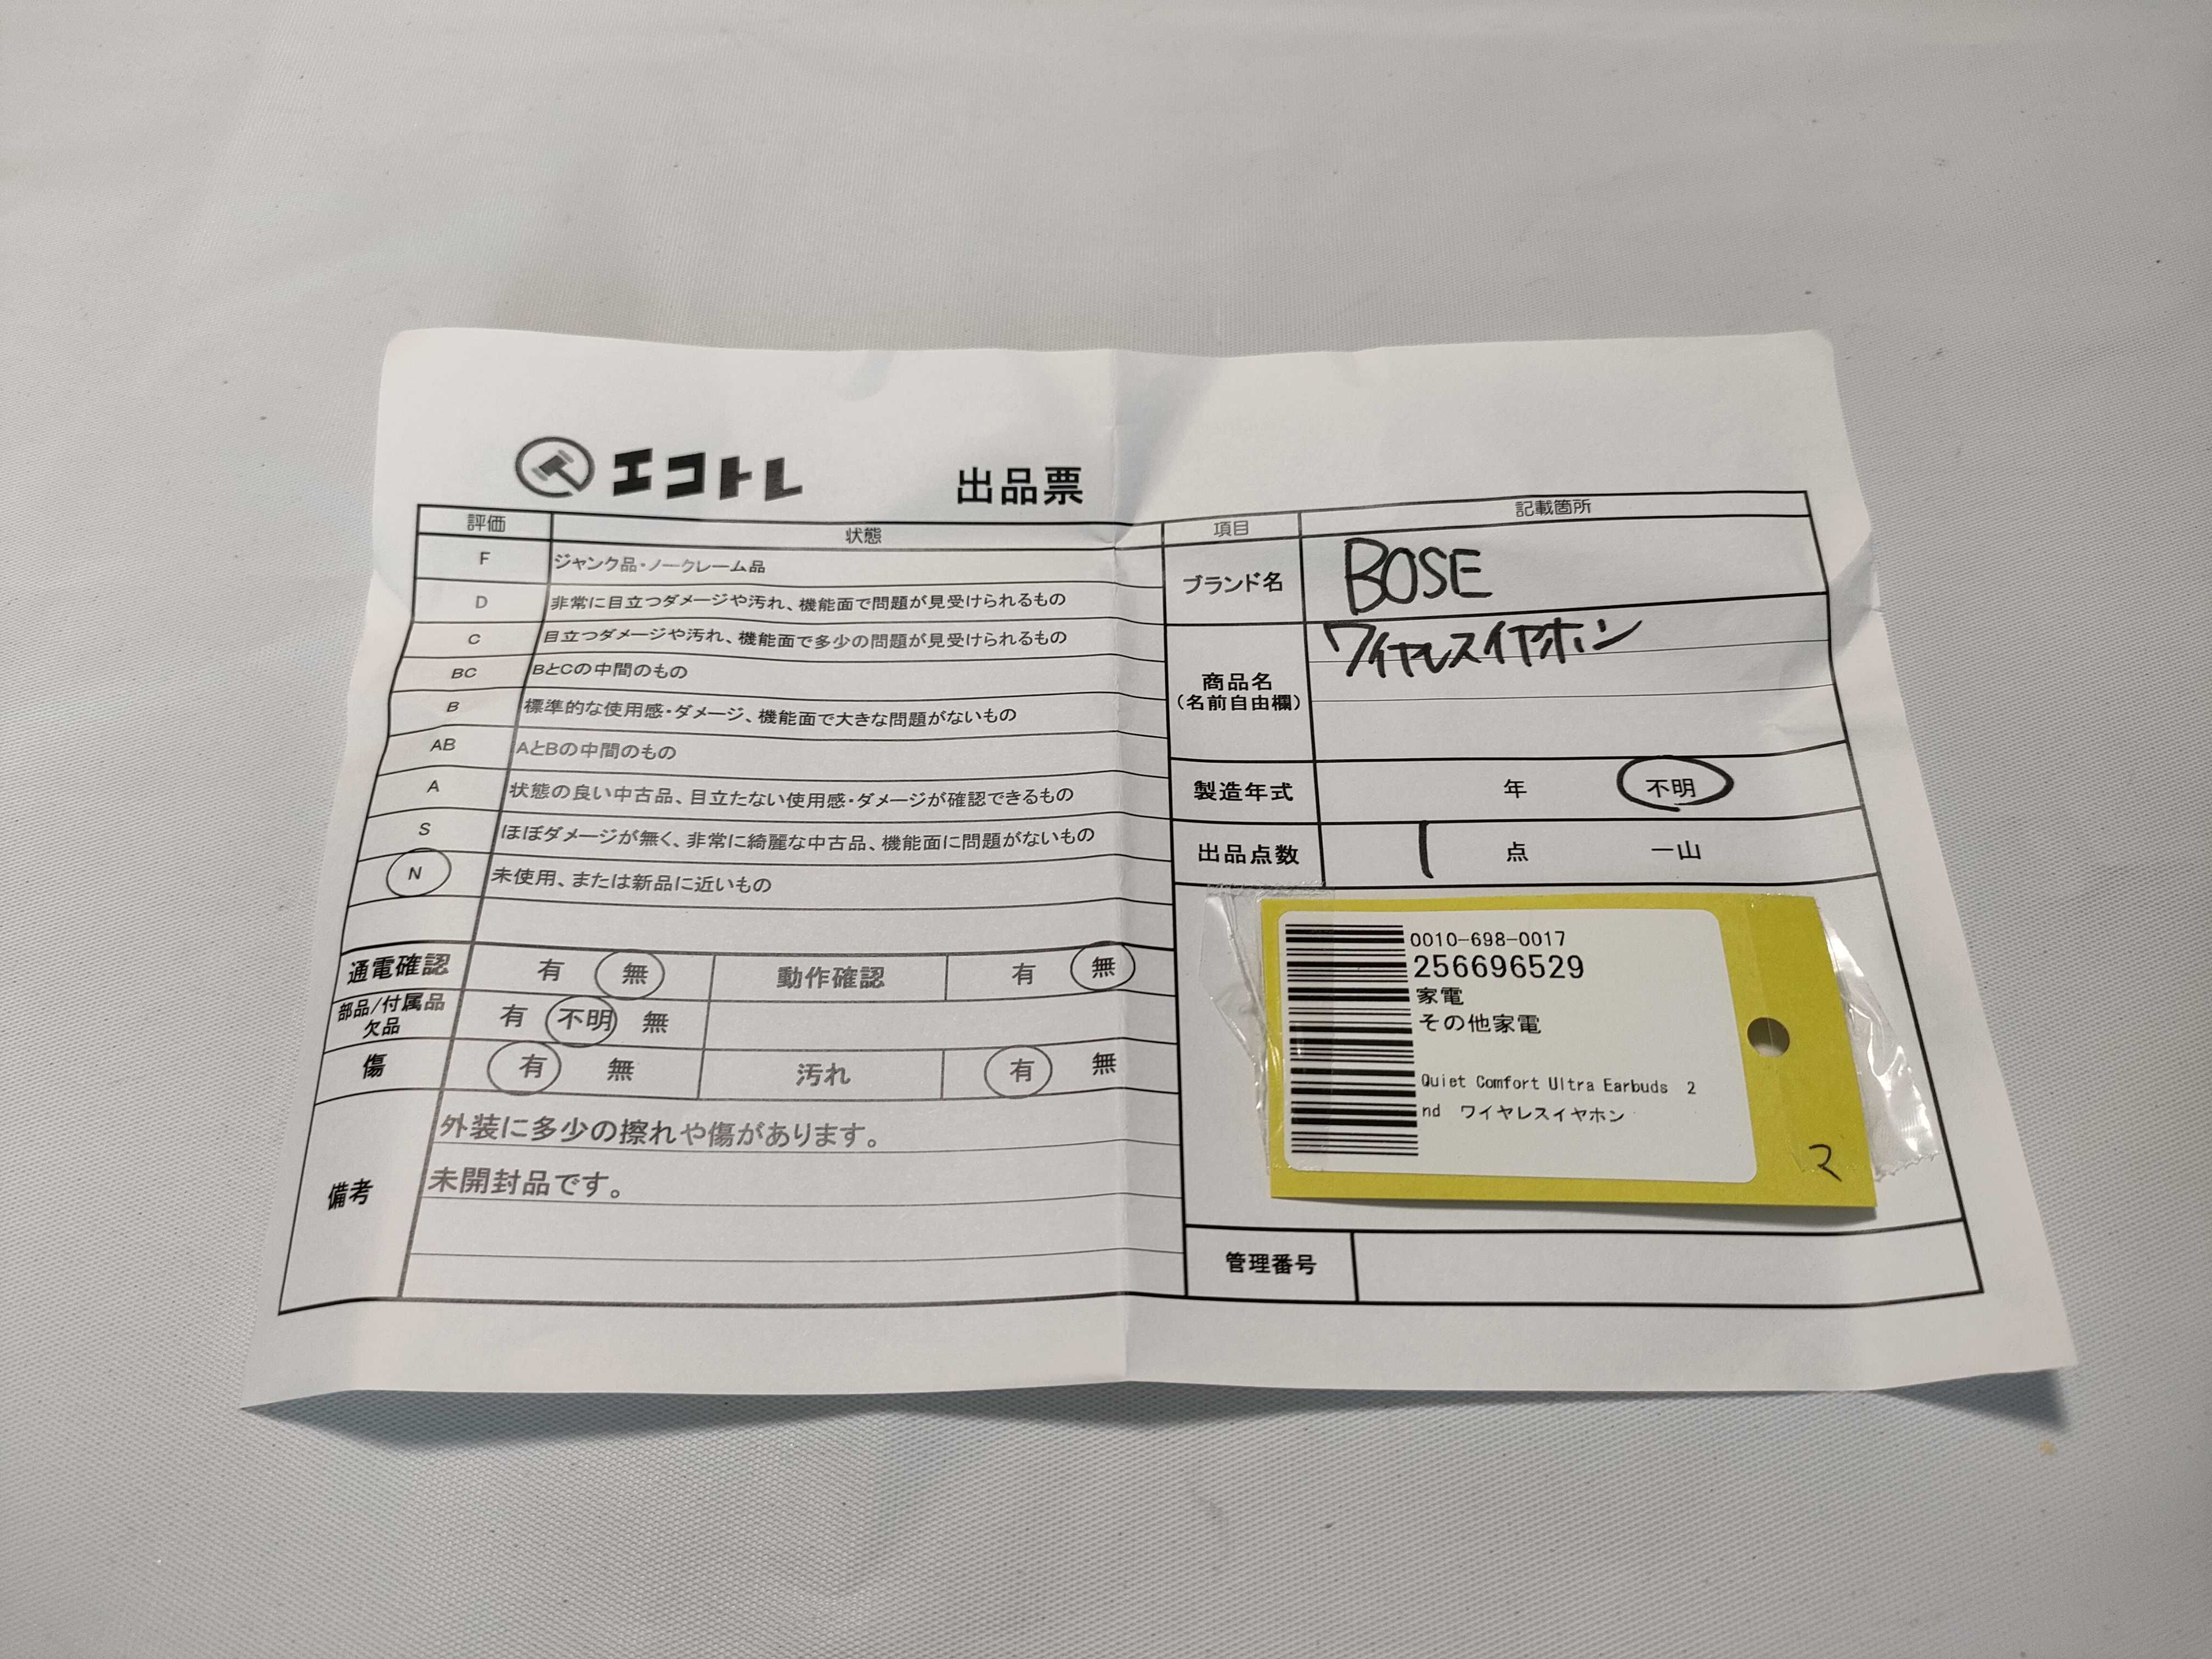 エコトレ 出品票
評価 状態
F ジャンク品・ノークレーム品
D 非常に目立つダメージや汚れ、機能面で問題が見受けられるもの
C 目立つダメージや汚れ、機能面で多少の問題が見受けられるもの
BC BとCの中間のもの
B 標準的な使用感・ダメージ、機能面で大きな問題がないもの
AB AとBの中間のもの
A 状態の良い中古品、目立たない使用感・ダメージが確認できるもの
S ほぼダメージが無く、非常に綺麗な中古品、機能面に問題がないもの
N 未使用、または新品に近いもの
通電確認 有 無 動作確認 有 無
部品/付属品
欠品 有 不明 無
傷 有 無 汚れ 有 無
備考
外装に多少の擦れや傷があります。
未開封品です。
項目 記載箇所
ブランド名 BOSE
商品名
(名前自由欄)
ワイヤレスイヤホン
製造年式 年 不明
出品点数 1 点 一山
0010-698-0017
256696529
家電
その他家電
Quiet Comfort Ultra Earbuds 2
nd ワイヤレスイヤホン
マ
管理番号